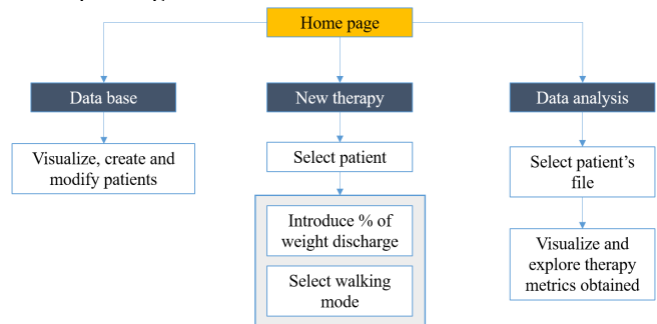 Home page
Data base
New therapy
Data analysis
Visualize, create and
modify patients
Select patient
Select patient's
file
Introduce % of
weight discharge
Select walking
mode
Visualize and
explore therapy
metrics obtained